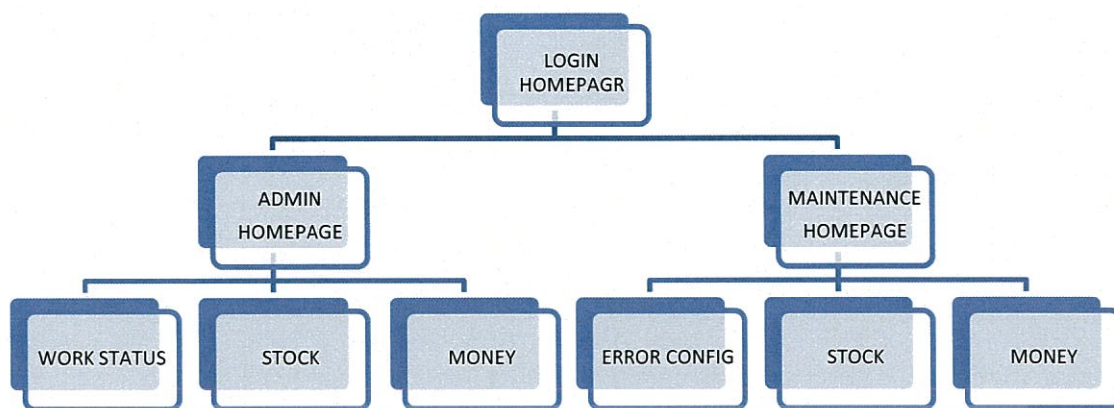 LOGIN
HOMEPAGR
ADMIN
HOMEPAGE
MAINTENANCE
HOMEPAGE
WORK STATUS
STOCK
MONEY
ERROR CONFIG
STOCK
MONEY